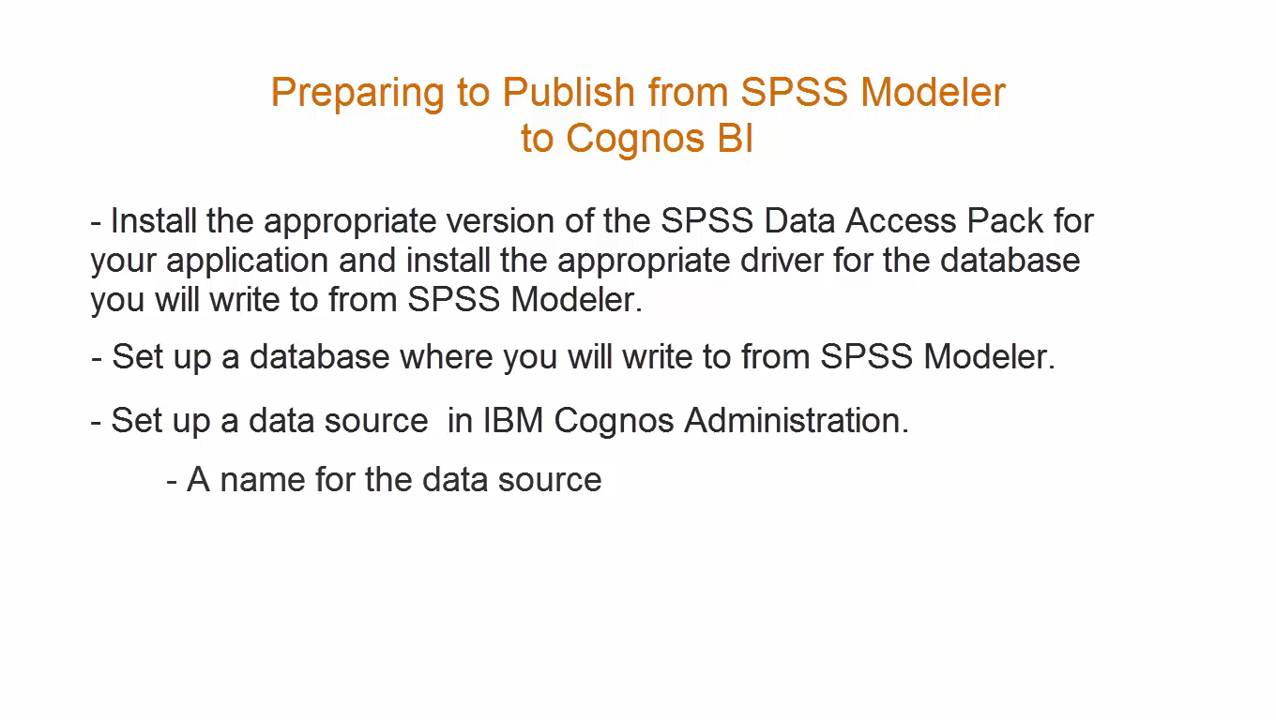 Preparing to Publish from SPSS Modeler
to Cognos BI
- Install the appropriate version of the SPSS Data Access Pack for
your application and install the appropriate driver for the database
you will write to from SPSS Modeler.
- Set up a database where you will write to from SPSS Modeler.
- Set up a data source  in IBM Cognos Administration.
- A name for the data source